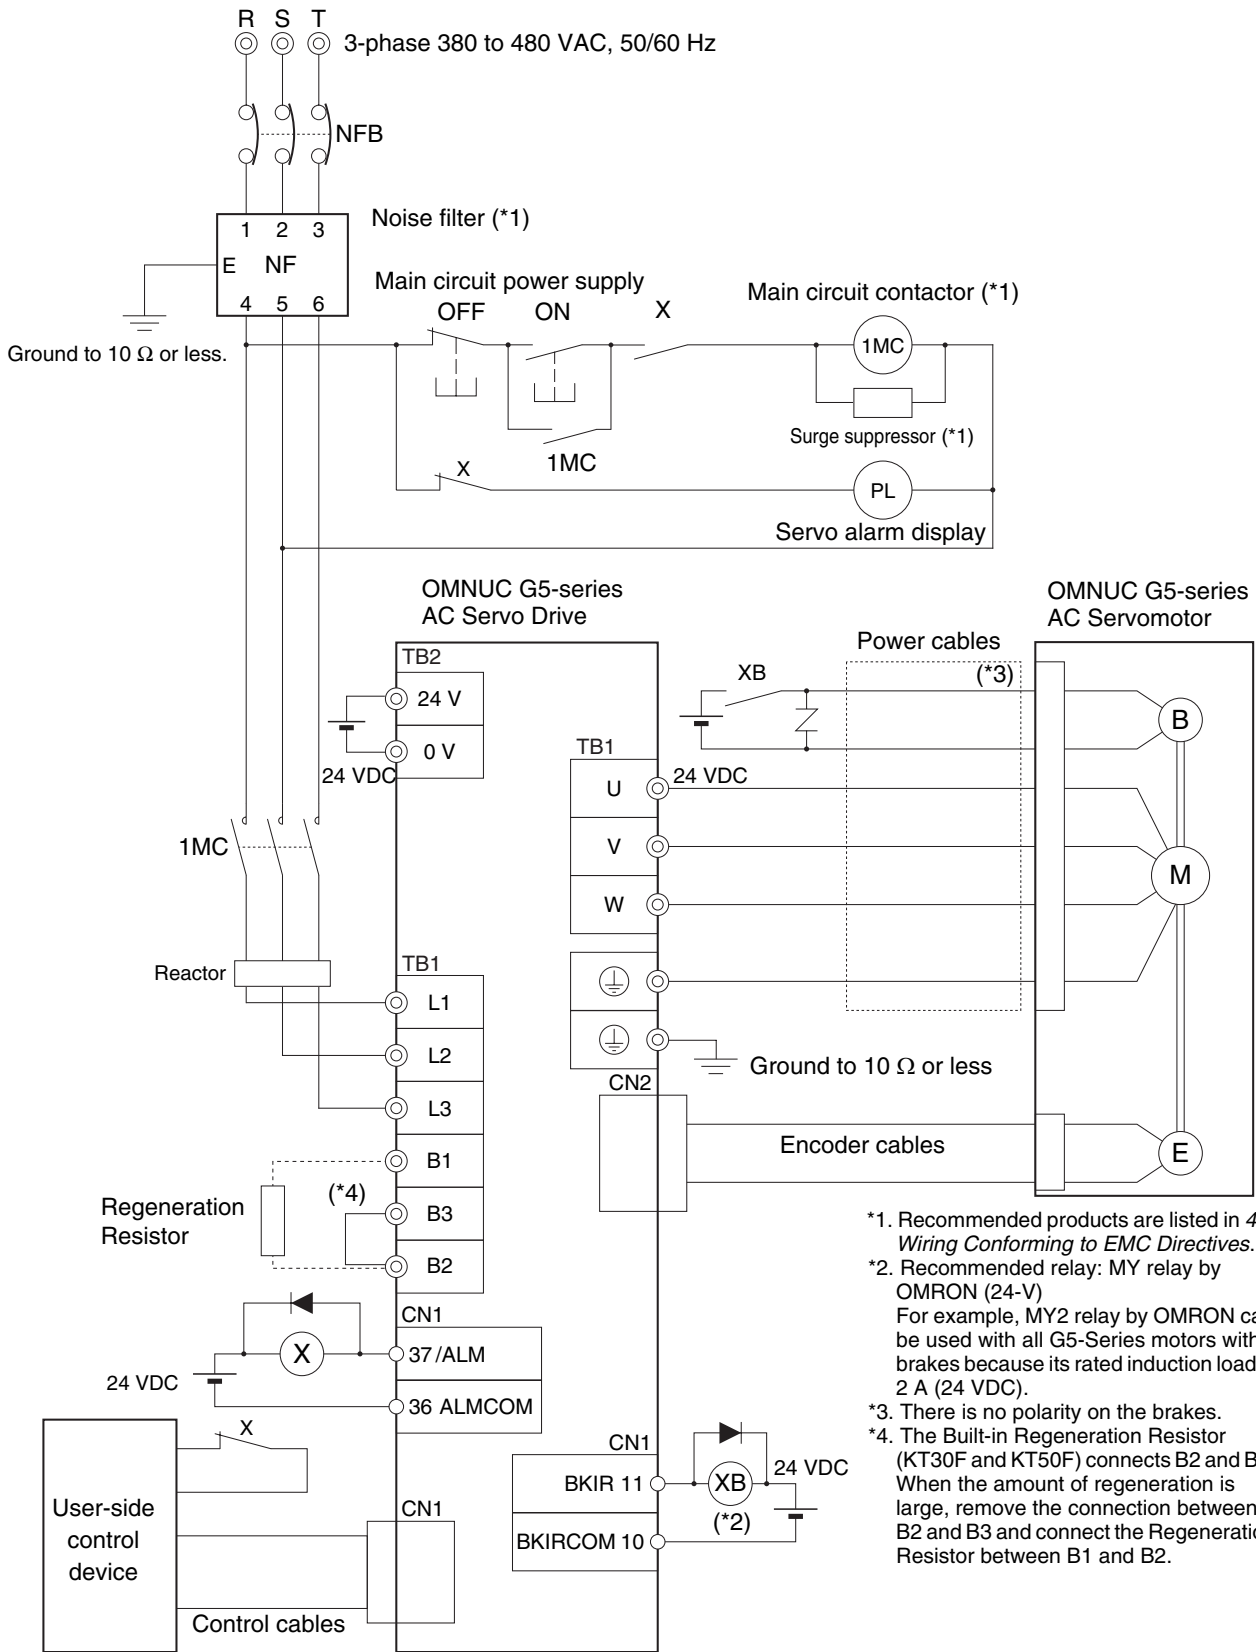 R S T
3-phase 380 to 480 VAC, 50/60 Hz
NFB
Noise filter (*1)
1 2 3
E NF
4 5 6
Ground to 10 Ω or less.
Main circuit power supply
OFF ON X
Main circuit contactor (*1)
1MC
Surge suppressor (*1)
1MC
X
PL
Servo alarm display
OMNUC G5-series
AC Servo Drive
OMNUC G5-series
AC Servomotor
TB2
24 V
0 V
24 VDC
XB
Power cables
(*3)
B
TB1
24 VDC
U
V
W
M
1MC
Reactor
TB1
L1
L2
L3
B1
B3
B2
(*4)
Regeneration
Resistor
Ground to 10 Ω or less
CN2
Encoder cables
E
CN1
X
37 /ALM
24 VDC
36 ALMCOM
X
User-side
control
device
CN1
Control cables
CN1
BKIR 11
XB
24 VDC
(*2)
BKIRCOM 10
*1. Recommended products are listed in 4
Wiring Conforming to EMC Directives.
*2. Recommended relay: MY relay by
OMRON (24-V)
For example, MY2 relay by OMRON ca
be used with all G5-Series motors with
brakes because its rated induction load
2 A (24 VDC).
*3. There is no polarity on the brakes.
*4. The Built-in Regeneration Resistor
(KT30F and KT50F) connects B2 and B
When the amount of regeneration is
large, remove the connection between
B2 and B3 and connect the Regeneratio
Resistor between B1 and B2.